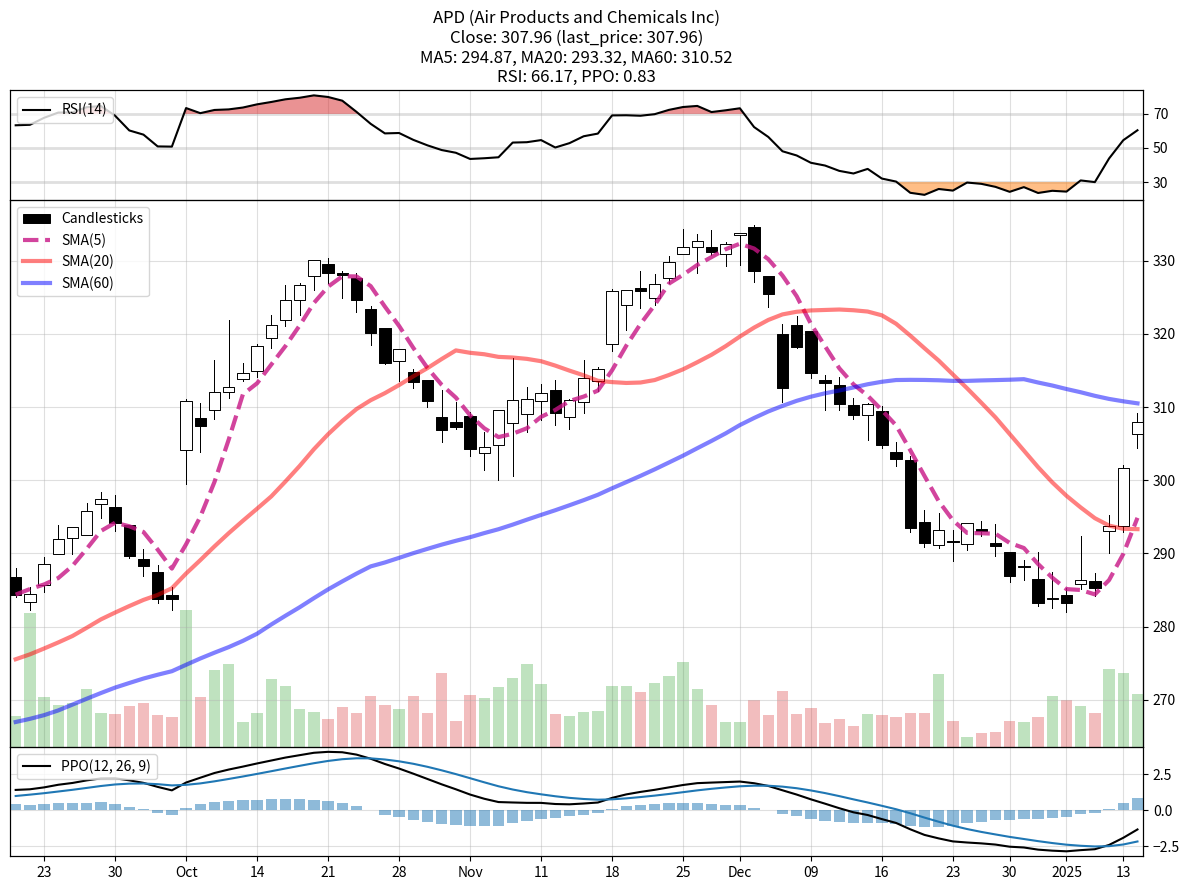 APD (Air Products and Chemicals Inc)
Close: 307.96 (last_price: 307.96)
MA5: 294.87, MA20: 293.32, MA60: 310.52
RSI: 66.17, PPO: 0.83
RSI(14)
70
50
30
Candlesticks
SMA(5)
SMA(20)
SMA(60)
330
320
310
300
290
280
270
PPO(12, 26, 9)
2.5
0.0
−2.5
23 30 Oct 14 21 28 Nov 11 18 25 Dec 09 16 23 30 2025 13